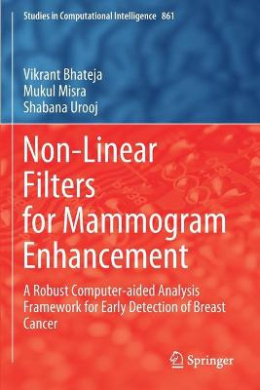 Studies in Computational Intelligence 861
Vikrant Bhateja
Mukul Misra
Shabana Urooj
Non-Linear
Filters
for Mammogram
Enhancement
A Robust Computer-aided Analysis
Framework for Early Detection of Breast
Cancer
Springer